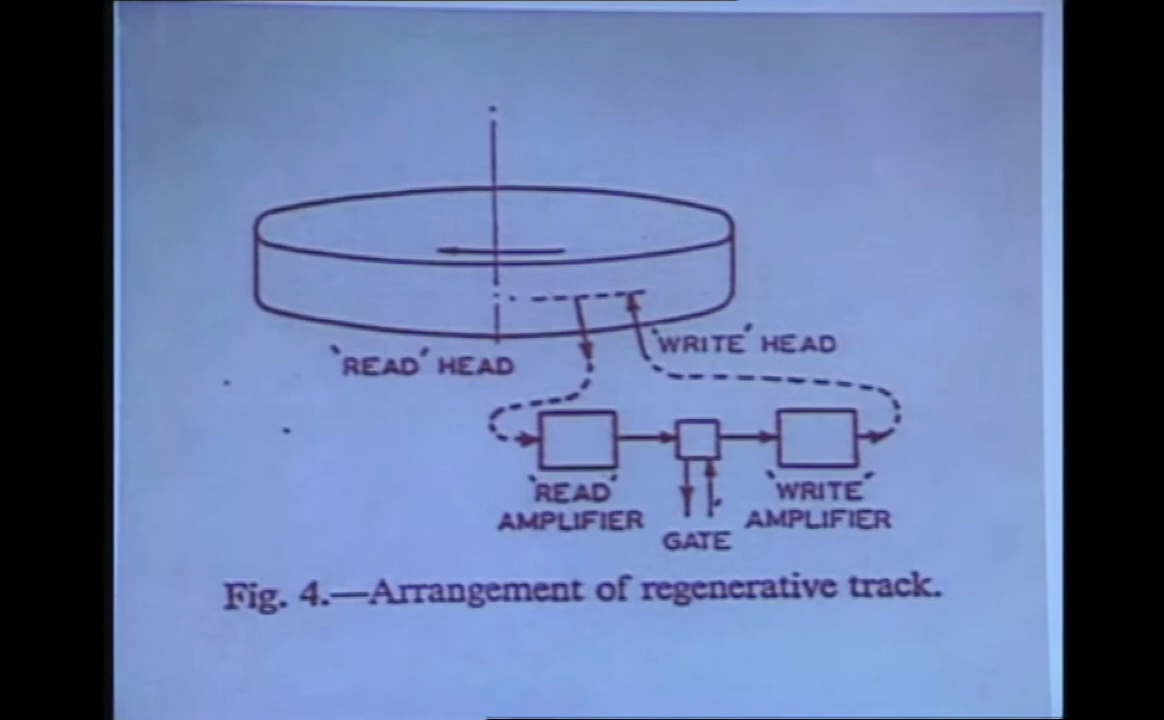 'READ' HEAD
'WRITE' HEAD
'READ'
AMPLIFIER
GATE
'WRITE'
AMPLIFIER
Fig. 4.—Arrangement of regenerative track.